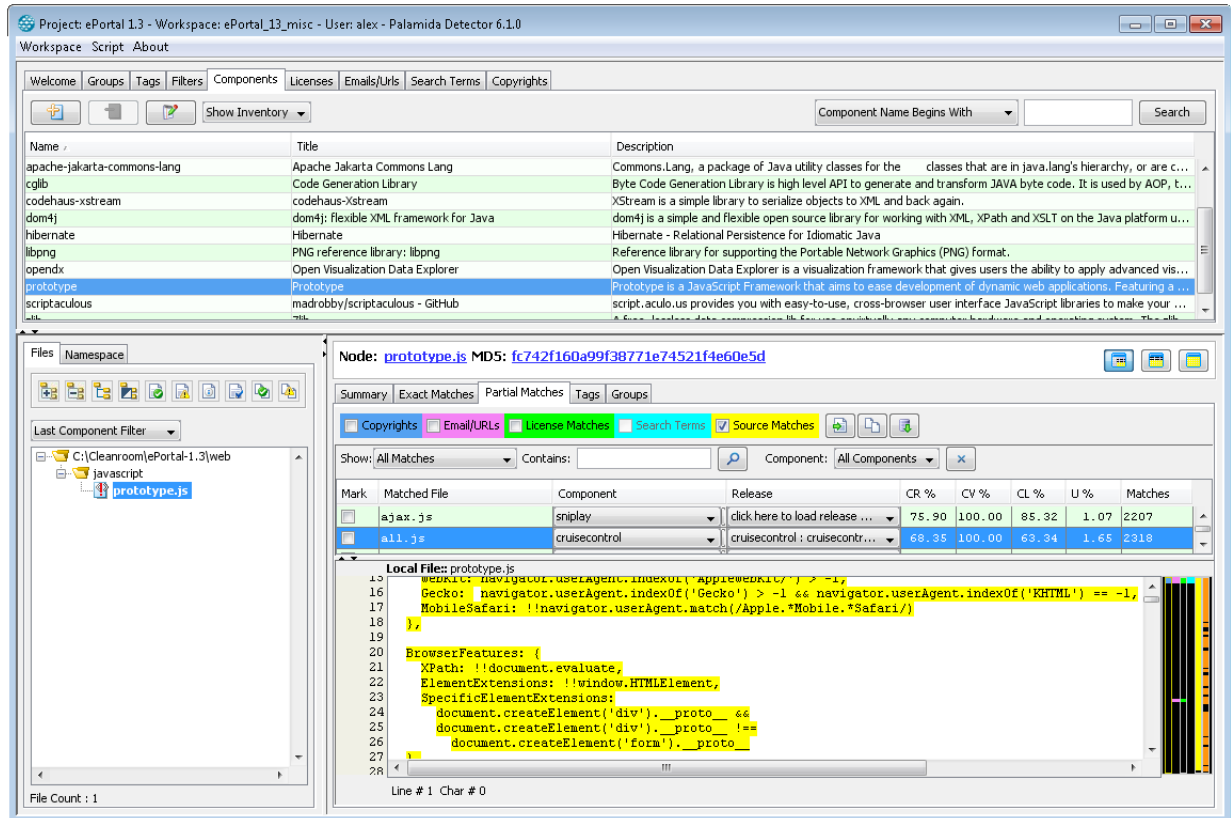 Project: ePortal 1.3 - Workspace: ePortal_13_misc - User: alex - Palamida Detector 6.1.0
Workspace Script About
Welcome Groups Tags Filters Components Licenses Emails/Urls Search Terms Copyrights
Show Inventory Component Name Begins With Search
Name Title Description
apache-jakarta-commons-lang Apache Jakarta Commons Lang Commons.Lang, a package of Java utility classes for the classes that are in java.lang's hierarchy, or are c...
cglib Code Generation Library Byte Code Generation Library is high level API to generate and transform JAVA byte code. It is used by AOP, t...
codehaus-xstream codehaus-Xstream XStream is a simple library to serialize objects to XML and back again.
dom4j dom4j: flexible XML framework for Java dom4j is a simple and flexible open source library for working with XML, XPath and XSLT on the Java platform u...
hibernate Hibernate Hibernate - Relational Persistence for Idiomatic Java
libpng PNG reference library: libpng Reference library for supporting the Portable Network Graphics (PNG) format.
opendx Open Visualization Data Explorer Open Visualization Data Explorer is a visualization framework that gives users the ability to apply advanced vis...
prototype Prototype Prototype is a JavaScript Framework that aims to ease development of dynamic web applications. Featuring a ...
scriptaculous madrobby/scriptaculous - GitHub script.aculo.us provides you with easy-to-use, cross-browser user interface JavaScript libraries to make your ...
Files Namespace
Last Component Filter
C:\Cleanroom\ePortal-1.3\web
javascript
prototype.js
File Count : 1
Node: prototype.js MD5: fc742f160a99f38771e74521f4e60e5d
Summary Exact Matches Partial Matches Tags Groups
Copyrights Email/URLs License Matches Search Terms Source Matches
Show: All Matches Contains: Component: All Components
Mark Matched File Component Release CR % CV % CL % U % Matches
ajax.js sniplay click here to load release ... 75.90 100.00 85.32 1.07 2207
all.js cruisecontrol cruisecontrol : cruisecontr... 68.35 100.00 63.34 1.65 2318
Local File:: prototype.js
15 WebKit: navigator.userAgent.indexOf('AppleWebKit/') > -1,
16 Gecko: navigator.userAgent.indexOf('Gecko') > -1 && navigator.userAgent.indexOf('KHTML') == -1,
17 MobileSafari: !!navigator.userAgent.match(/Apple.*Mobile.*Safari/)
18 },
19
20 BrowserFeatures: {
21 XPath: !!document.evaluate,
22 ElementExtensions: !!window.HTMLElement,
23 SpecificElementExtensions:
24 document.createElement('div').__proto__ &&
25 document.createElement('div').__proto__ !==
26 document.createElement('form').__proto__
27 }
28
Line # 1 Char # 0